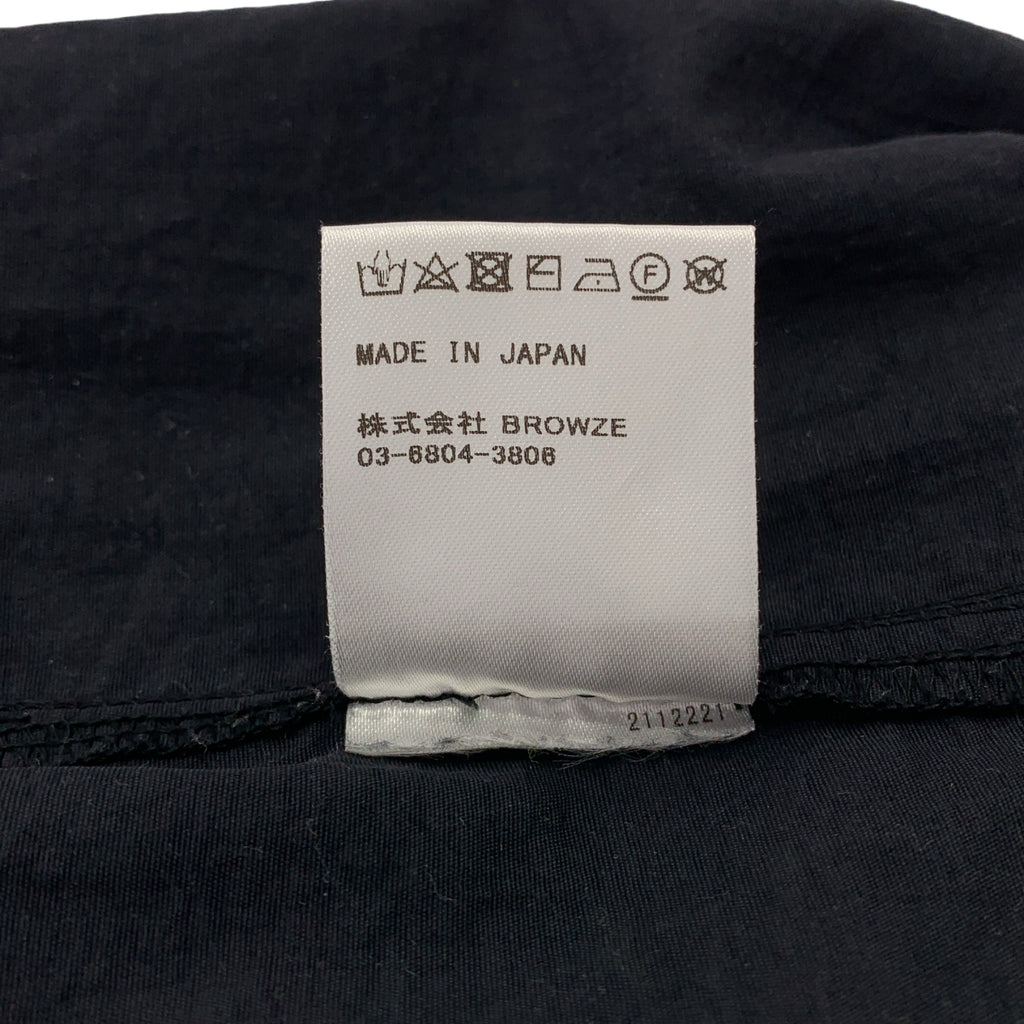 F W
MADE IN JAPAN
株式会社 BROWZE
03-6804-3806
2112221